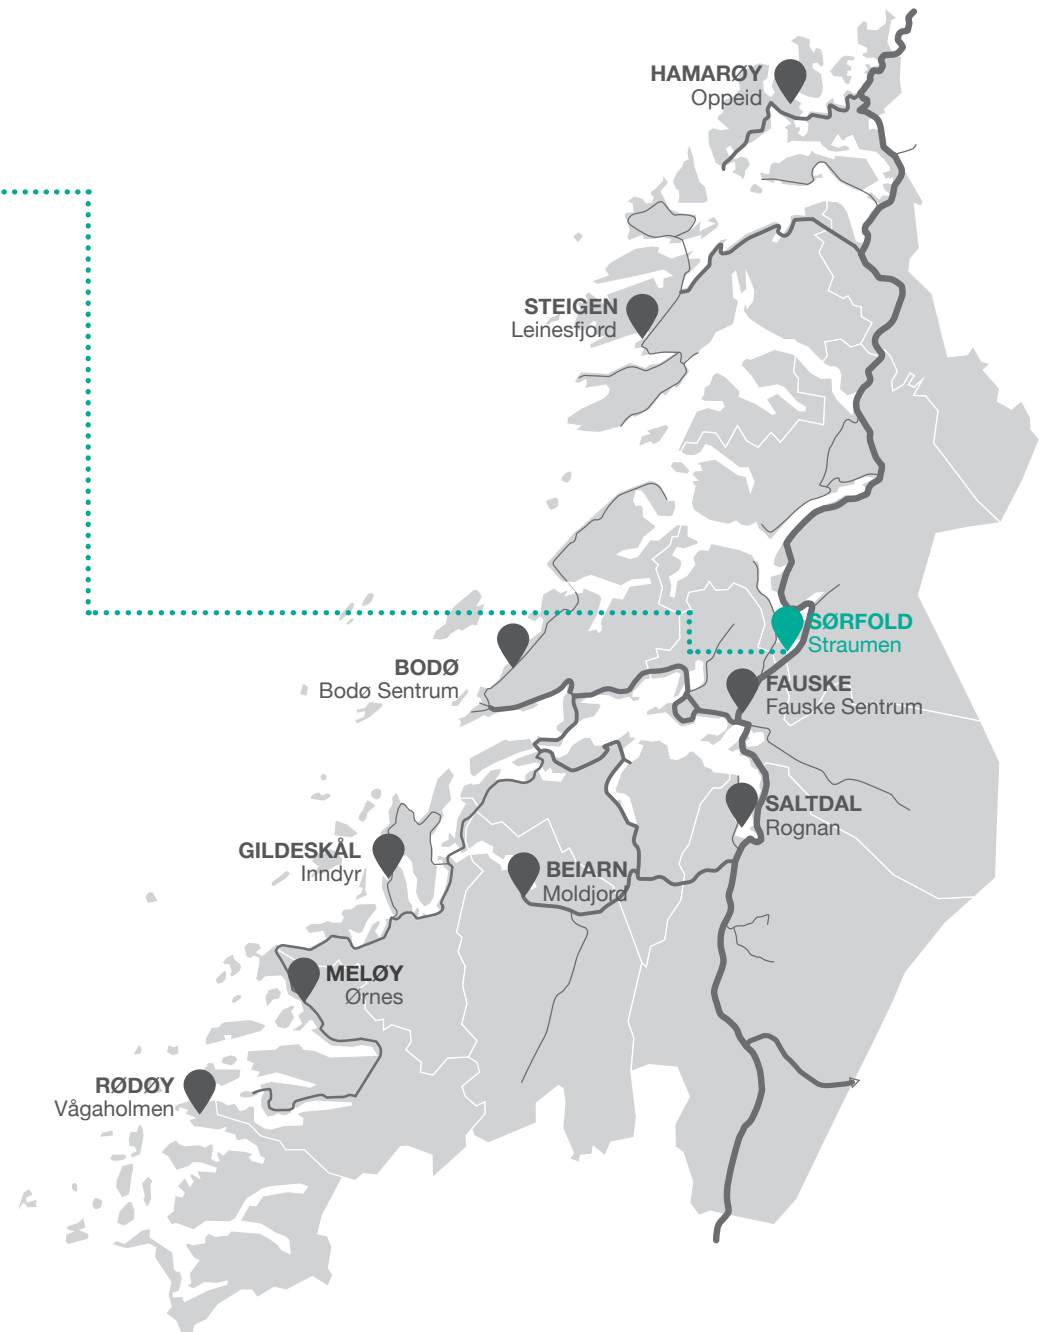 HAMARØY
Oppeid
STEIGEN
Leinesfjord
SØRFOLD
Straumen
BODØ
Bodø Sentrum
FAUSKE
Fauske Sentrum
SALTDAL
Rognan
GILDESKÅL
Inndyr
BEIARN
Moldjord
MELØY
Ørnes
RØDØY
Vågaholmen